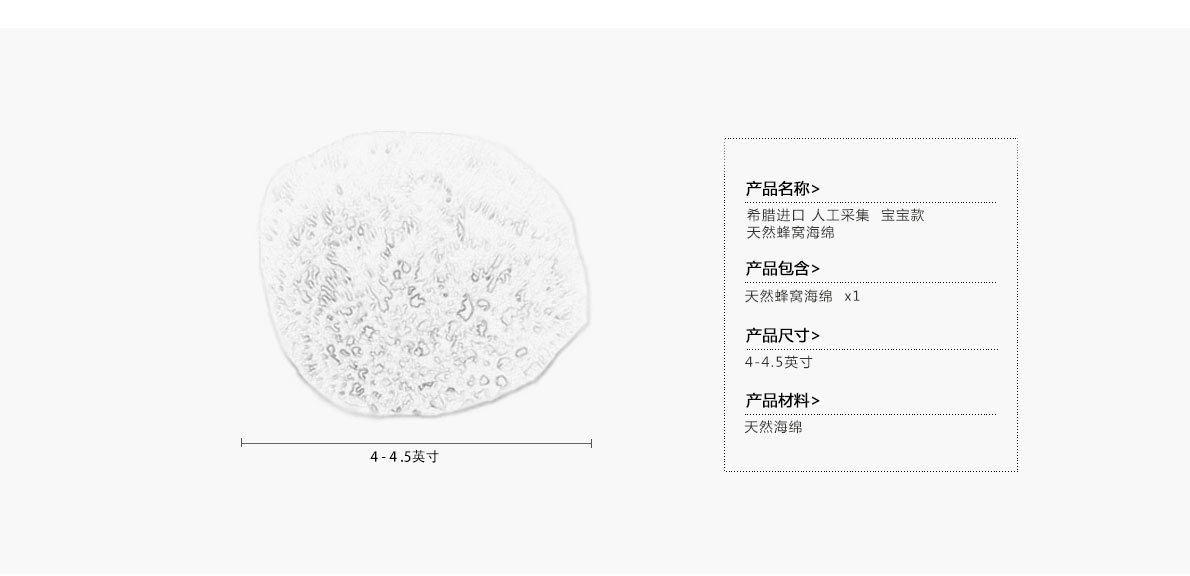 产品名称>
希腊进口 人工采集 宝宝款
天然蜂窝海绵
产品包含>
天然蜂窝海绵 x1
产品尺寸>
4-4.5英寸
产品材料>
天然海绵
4-4.5英寸